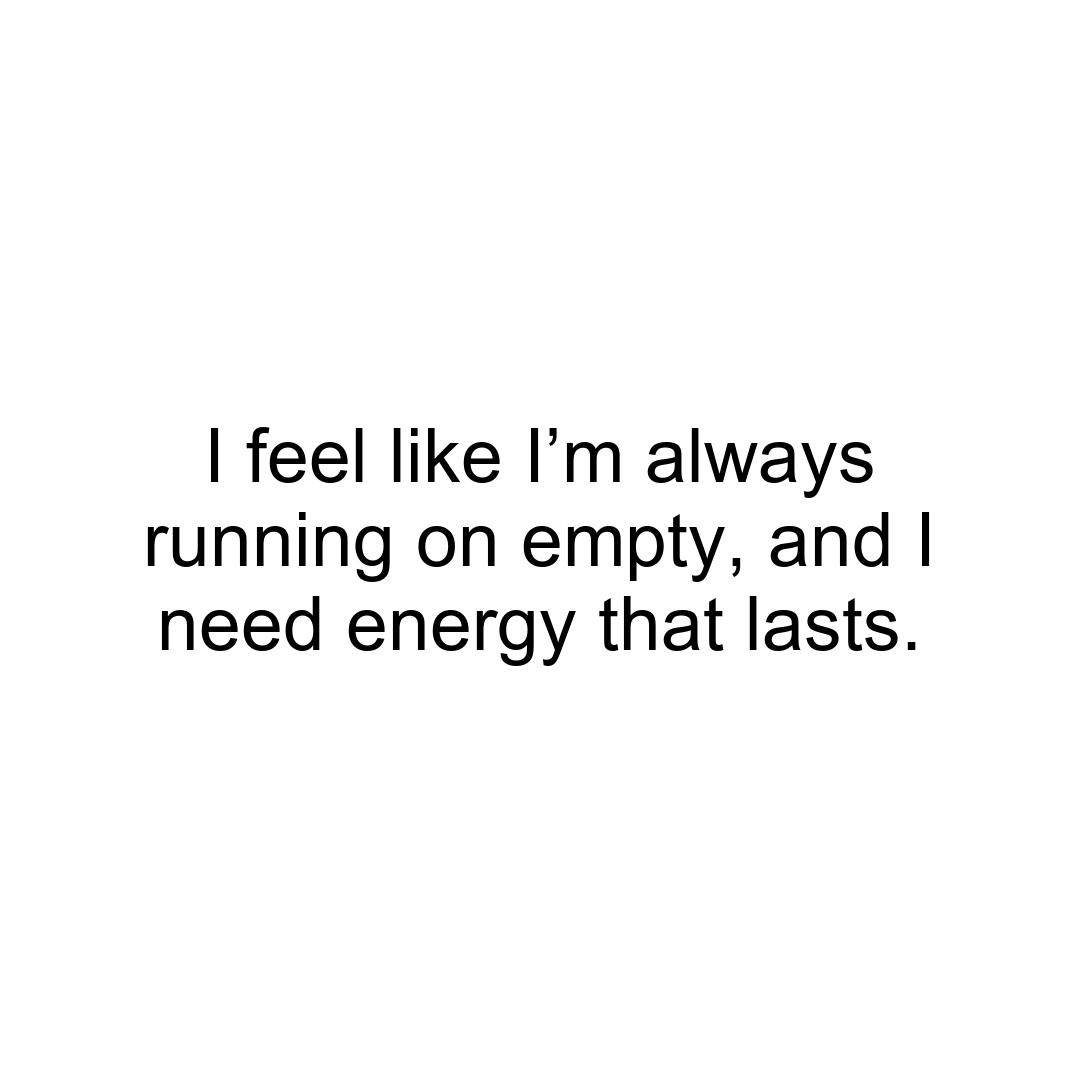 I feel like I’m always
running on empty, and I
need energy that lasts.